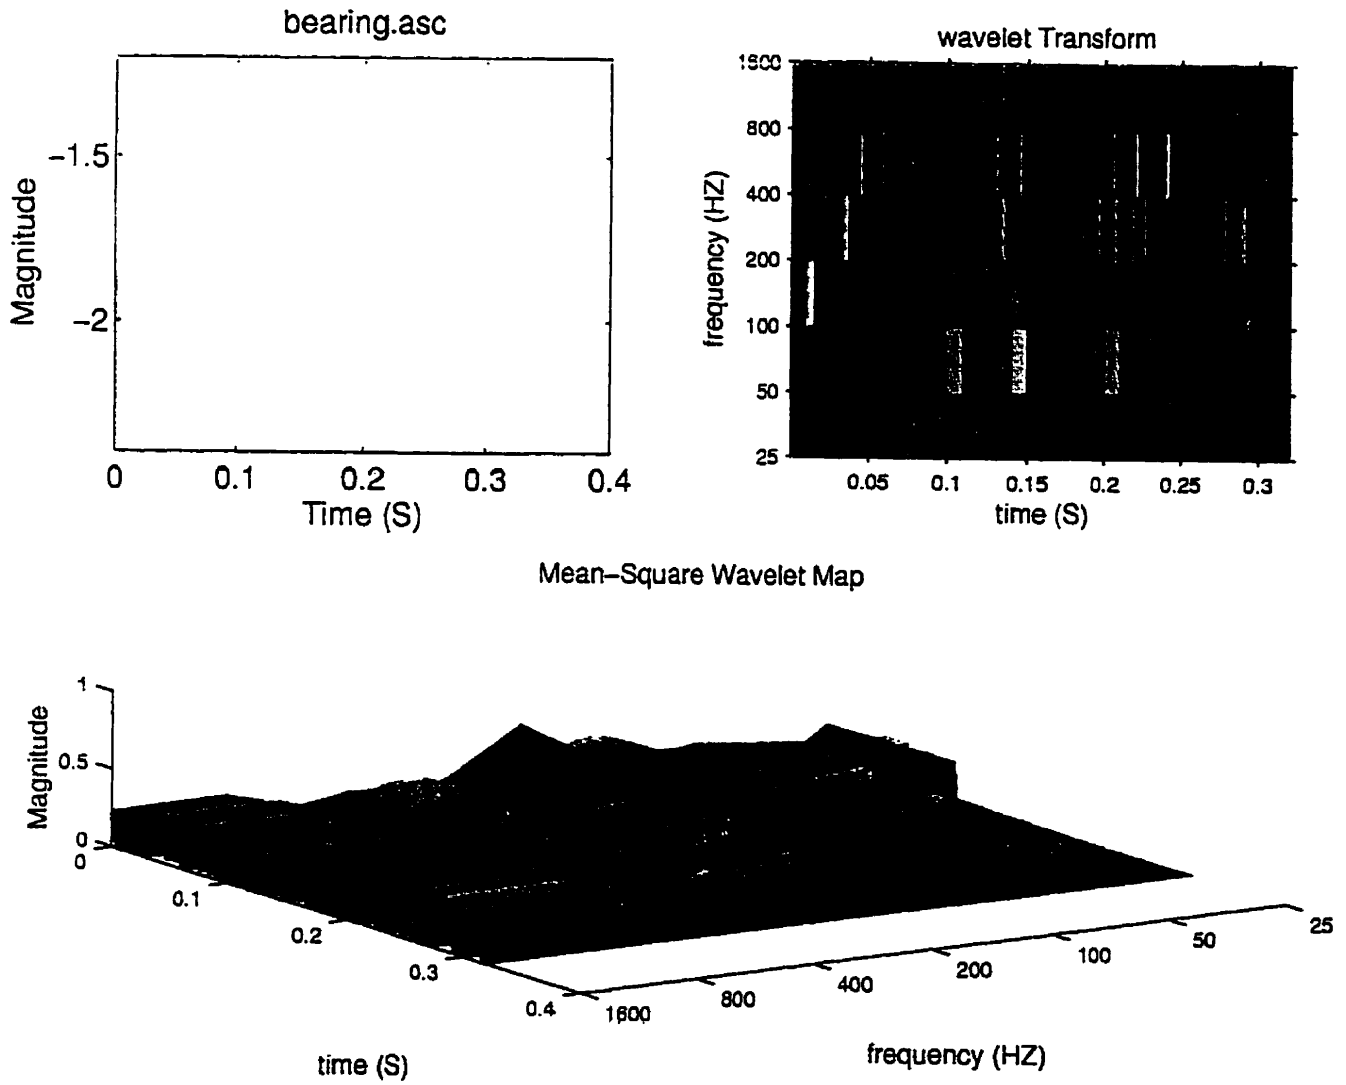 bearing.asc
Magnitude
−1.5
−2
0 0.1 0.2 0.3 0.4
Time (S)
wavelet Transform
frequency (HZ)
1600
800
400
200
100
50
25
0.05 0.1 0.15 0.2 0.25 0.3
time (S)
Mean−Square Wavelet Map
Magnitude
1
0.5
0
0
0.1
0.2
0.3
0.4
time (S)
1600 800 400 200 100 50 25
frequency (HZ)